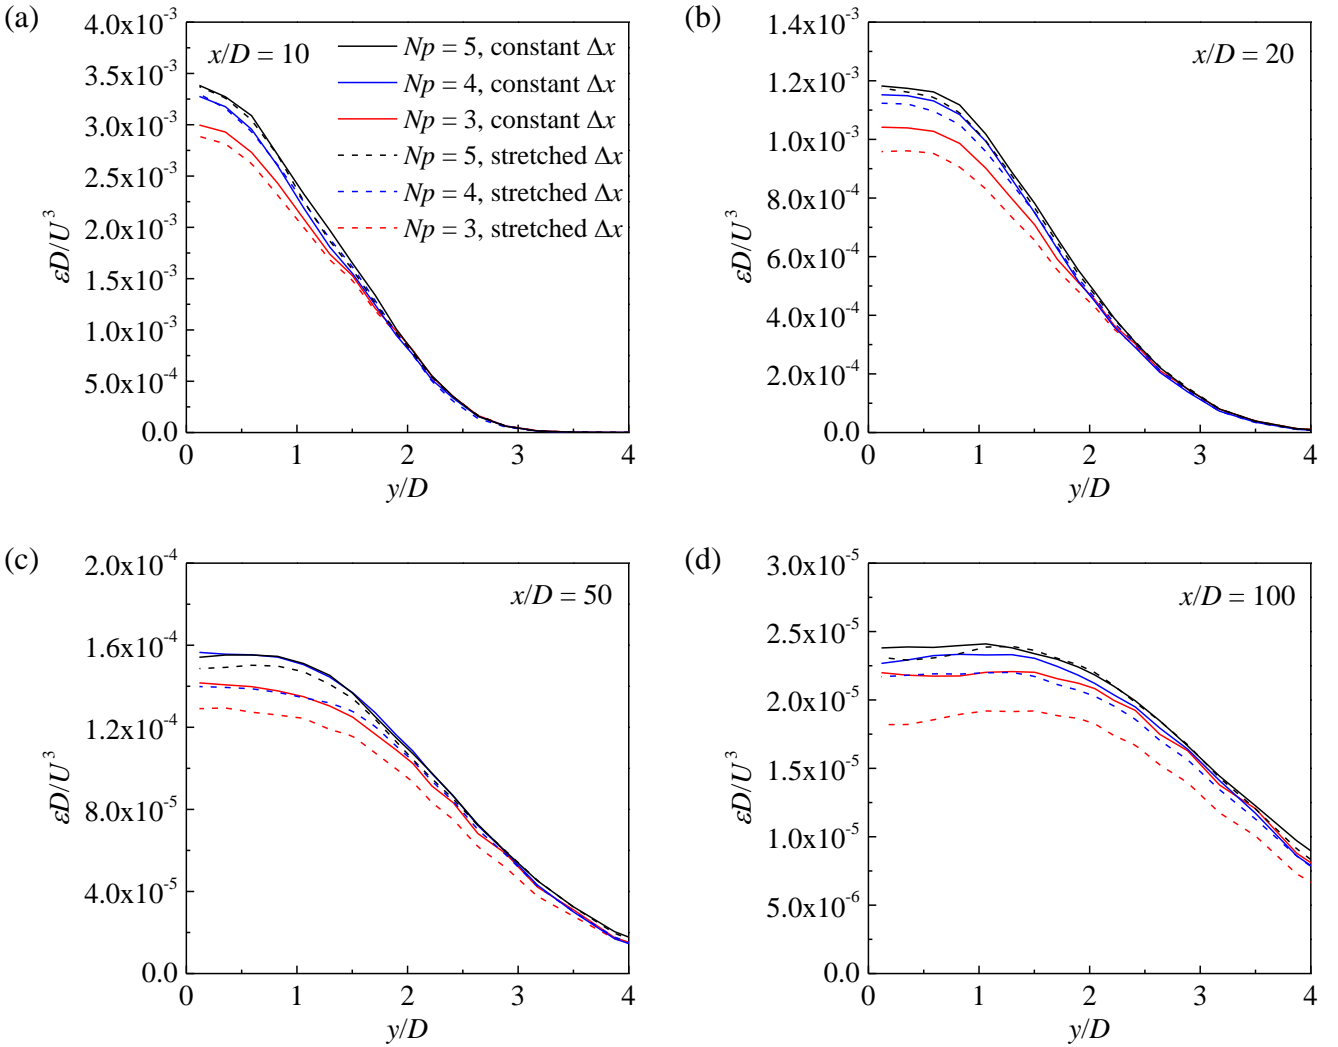 (a)
4.0x10⁻³
3.5x10⁻³
3.0x10⁻³
2.5x10⁻³
2.0x10⁻³
1.5x10⁻³
1.0x10⁻³
5.0x10⁻⁴
0.0
εD/U³
x/D = 10
Np = 5, constant Δx
Np = 4, constant Δx
Np = 3, constant Δx
Np = 5, stretched Δx
Np = 4, stretched Δx
Np = 3, stretched Δx
0 1 2 3 4
y/D
(b)
1.4x10⁻³
1.2x10⁻³
1.0x10⁻³
8.0x10⁻⁴
6.0x10⁻⁴
4.0x10⁻⁴
2.0x10⁻⁴
0.0
εD/U³
x/D = 20
0 1 2 3 4
y/D
(c)
2.0x10⁻⁴
1.6x10⁻⁴
1.2x10⁻⁴
8.0x10⁻⁵
4.0x10⁻⁵
0.0
εD/U³
x/D = 50
0 1 2 3 4
y/D
(d)
3.0x10⁻⁵
2.5x10⁻⁵
2.0x10⁻⁵
1.5x10⁻⁵
1.0x10⁻⁵
5.0x10⁻⁶
0.0
εD/U³
x/D = 100
0 1 2 3 4
y/D